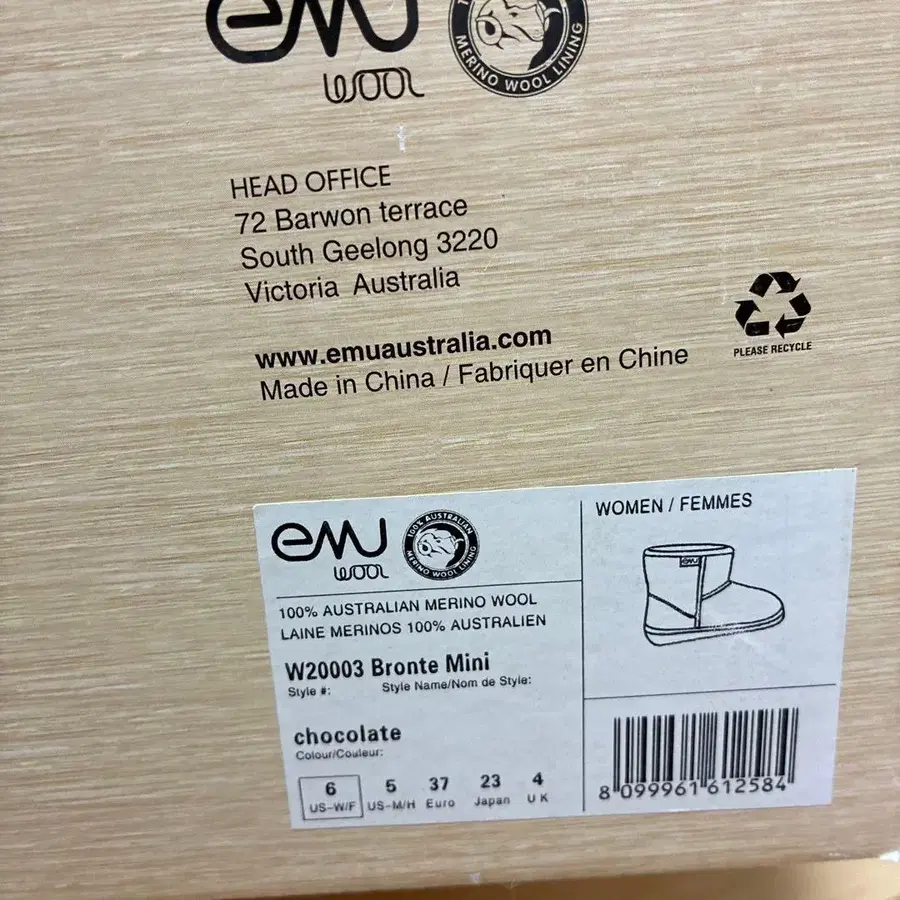 emu
wool
MERINO WOOL LINING
HEAD OFFICE
72 Barwon terrace
South Geelong 3220
Victoria Australia
www.emuaustralia.com
Made in China / Fabriquer en Chine
PLEASE RECYCLE
emu
wool
100% AUSTRALIAN
MERINO WOOL LINING
100% AUSTRALIAN MERINO WOOL
LAINE MERINOS 100% AUSTRALIEN
W20003 Bronte Mini
Style #: Style Name/Nom de Style:
chocolate
Colour/Couleur:
6 5 37 23 4
US-W/F US-M/H Euro Japan UK
WOMEN / FEMMES
emu
8 099961 612584